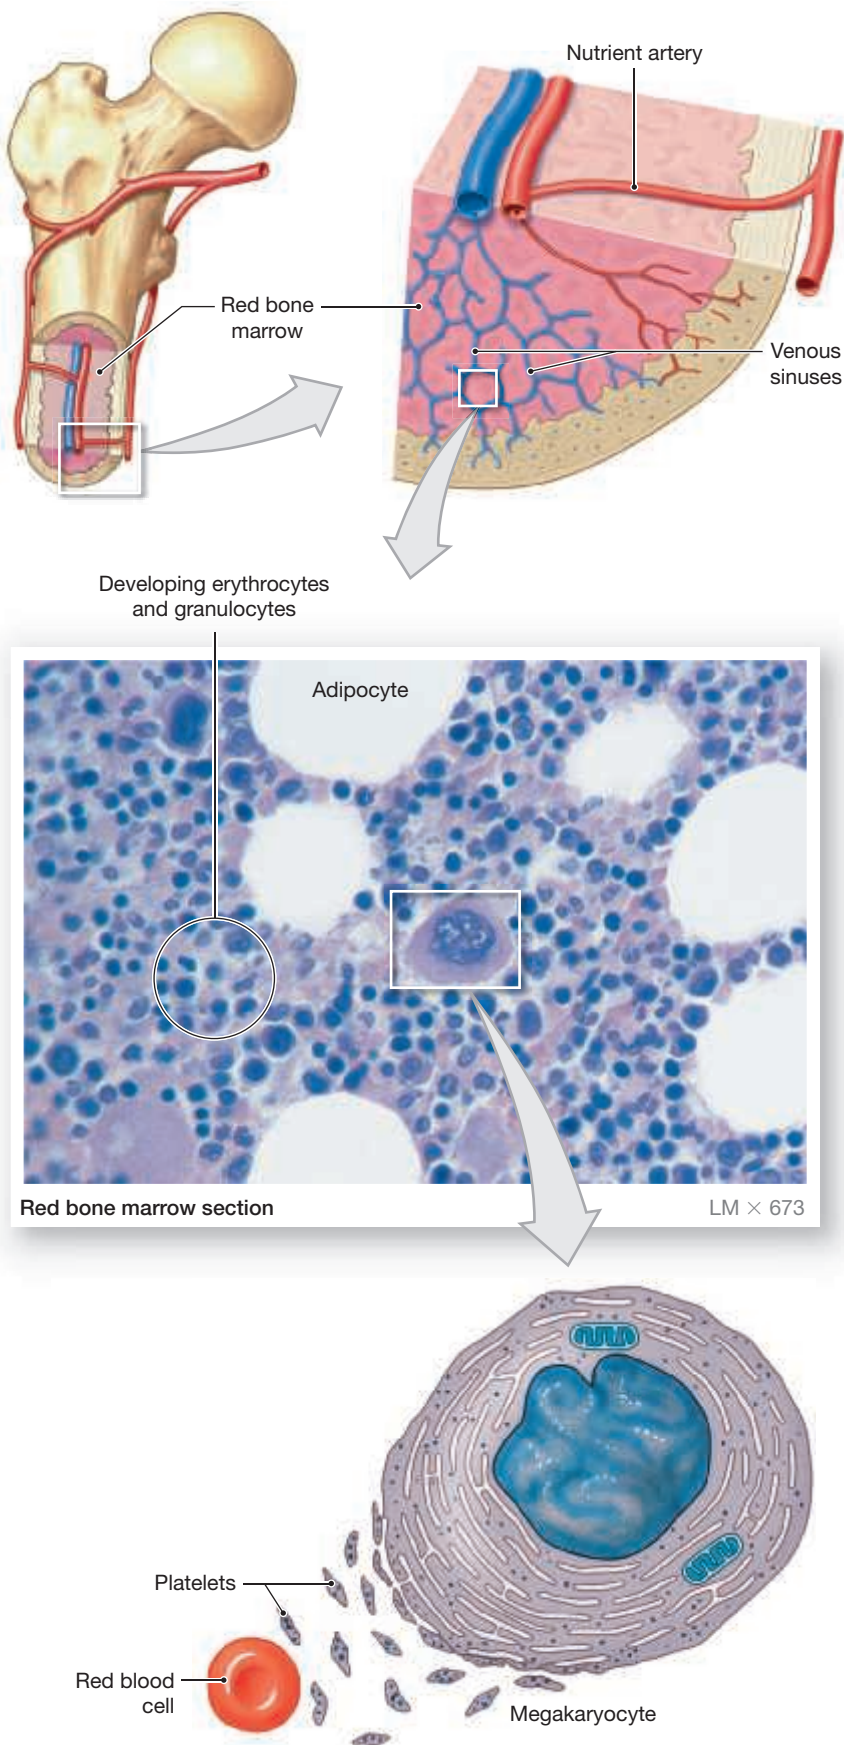 Nutrient artery
Red bone
marrow
Venous
sinuses
Developing erythrocytes
and granulocytes
Adipocyte
Red bone marrow section
LM × 673
Platelets
Red blood
cell
Megakaryocyte